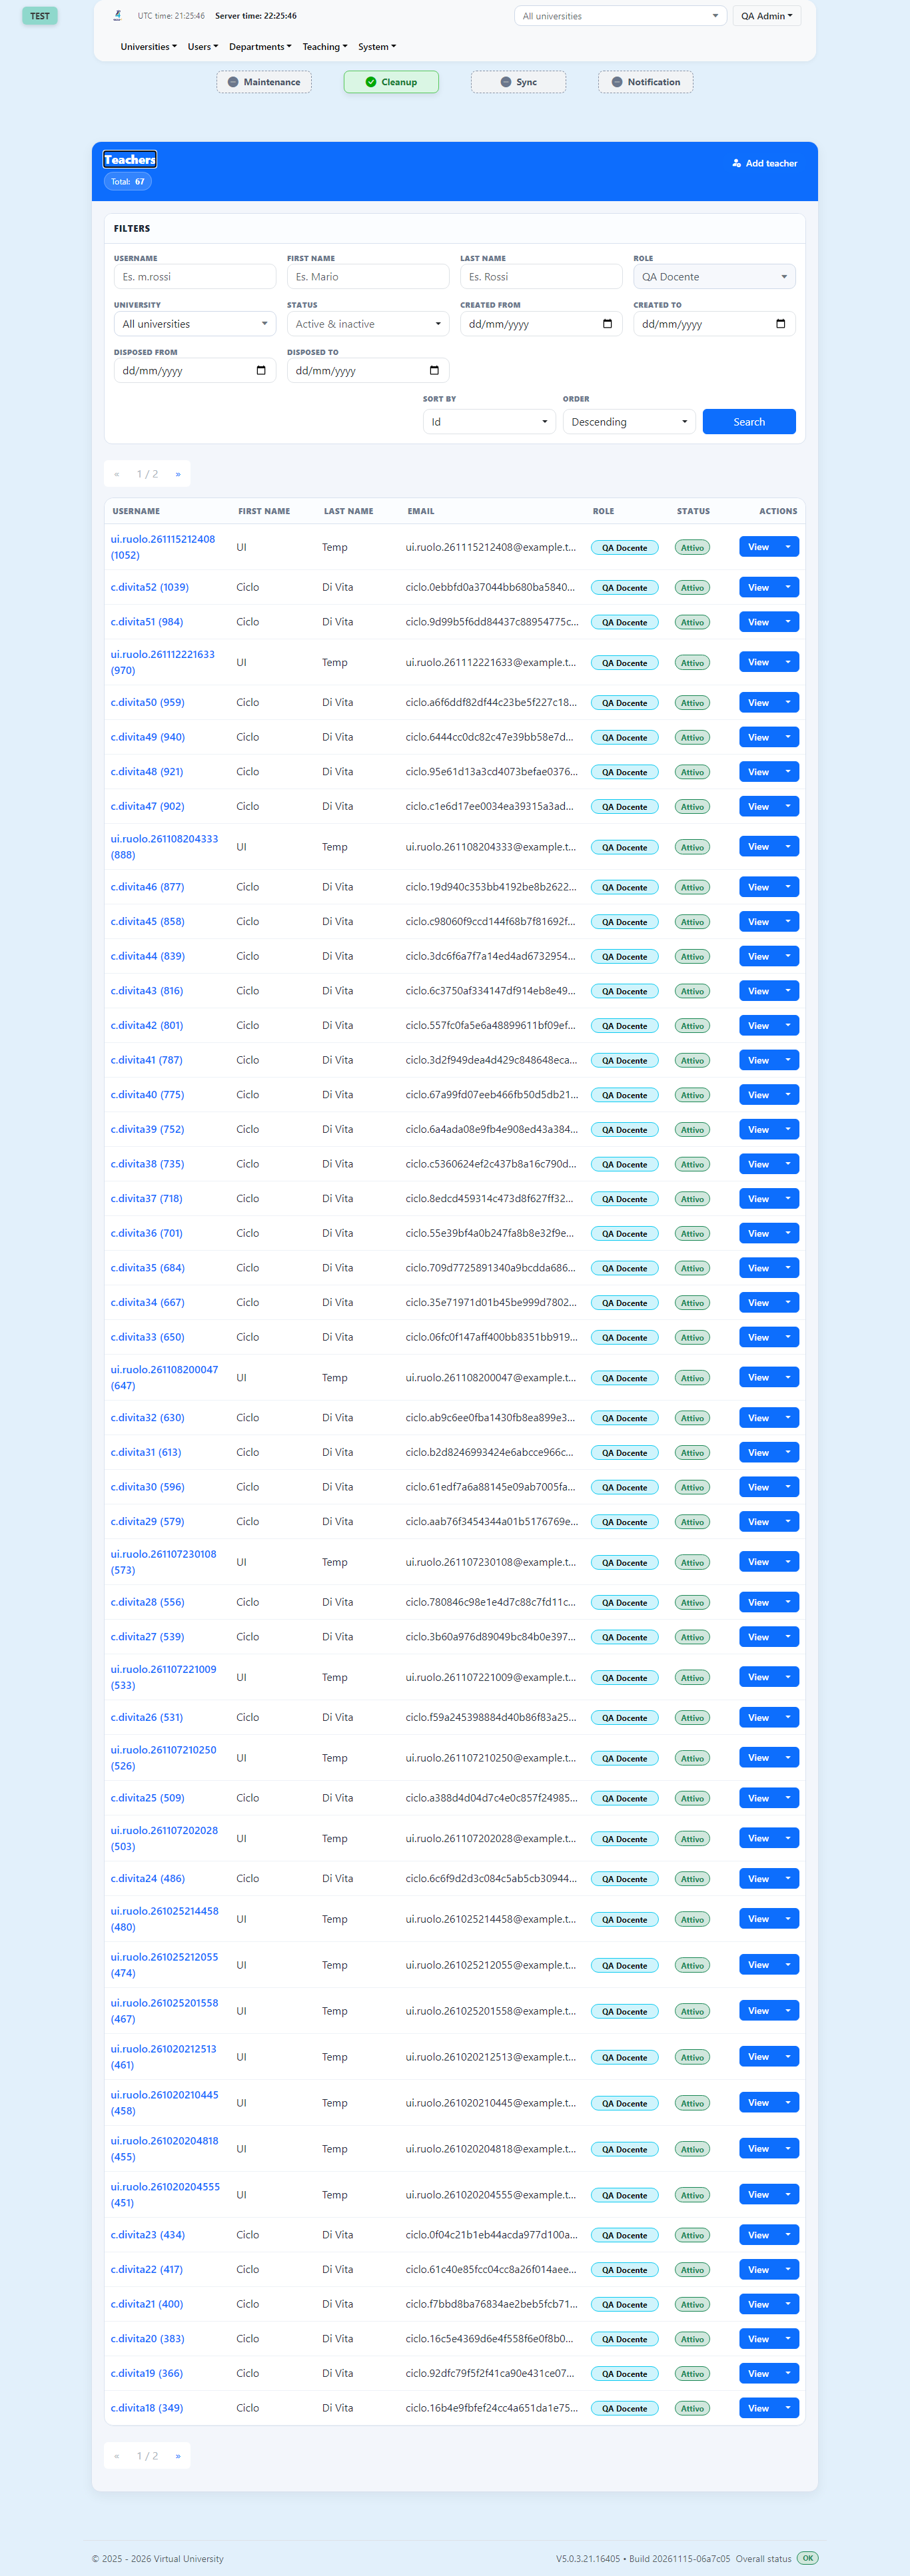 TEST
UTC time: 21:25:46 Server time: 22:25:46
All universities
QA Admin
Universities Users Departments Teaching System
Maintenance Cleanup Sync Notification
Teachers
Total: 67
Add teacher
FILTERS
USERNAME FIRST NAME LAST NAME ROLE
Es. m.rossi Es. Mario Es. Rossi QA Docente
UNIVERSITY STATUS CREATED FROM CREATED TO
All universities Active & inactive dd/mm/yyyy dd/mm/yyyy
DISPOSED FROM DISPOSED TO
dd/mm/yyyy dd/mm/yyyy
SORT BY ORDER
Id Descending Search
« 1 / 2 »
USERNAME FIRST NAME LAST NAME EMAIL ROLE STATUS ACTIONS
ui.ruolo.261115212408 (1052) UI Temp ui.ruolo.261115212408@example.t... QA Docente Attivo View
c.divita52 (1039) Ciclo Di Vita ciclo.0ebbfd0a37044bb680ba5840... QA Docente Attivo View
c.divita51 (984) Ciclo Di Vita ciclo.9d99b5f6dd84437c88954775c... QA Docente Attivo View
ui.ruolo.261112221633 (970) UI Temp ui.ruolo.261112221633@example.t... QA Docente Attivo View
c.divita50 (959) Ciclo Di Vita ciclo.a6f6ddf82df44c23be5f227c18... QA Docente Attivo View
c.divita49 (940) Ciclo Di Vita ciclo.6444cc0dc82c47e39bb58e7d... QA Docente Attivo View
c.divita48 (921) Ciclo Di Vita ciclo.95e61d13a3cd4073befae0376... QA Docente Attivo View
c.divita47 (902) Ciclo Di Vita ciclo.c1e6d17ee0034ea39315a3ad... QA Docente Attivo View
ui.ruolo.261108204333 (888) UI Temp ui.ruolo.261108204333@example.t... QA Docente Attivo View
c.divita46 (877) Ciclo Di Vita ciclo.19d940c353bb4192be8b2622... QA Docente Attivo View
c.divita45 (858) Ciclo Di Vita ciclo.c98060f9ccd144f68b7f81692f... QA Docente Attivo View
c.divita44 (839) Ciclo Di Vita ciclo.3dc6f6a7f7a14ed4ad6732954... QA Docente Attivo View
c.divita43 (816) Ciclo Di Vita ciclo.6c3750af334147df914eb8e49... QA Docente Attivo View
c.divita42 (801) Ciclo Di Vita ciclo.557fc0fa5e6a48899611bf09ef... QA Docente Attivo View
c.divita41 (787) Ciclo Di Vita ciclo.3d2f949dea4d429c848648eca... QA Docente Attivo View
c.divita40 (775) Ciclo Di Vita ciclo.67a99fd07eeb466fb50d5db21... QA Docente Attivo View
c.divita39 (752) Ciclo Di Vita ciclo.6a4ada08e9fb4e908ed43a384... QA Docente Attivo View
c.divita38 (735) Ciclo Di Vita ciclo.c5360624ef2c437b8a16c790d... QA Docente Attivo View
c.divita37 (718) Ciclo Di Vita ciclo.8edcd459314c473d8f627ff32... QA Docente Attivo View
c.divita36 (701) Ciclo Di Vita ciclo.55e39bf4a0b247fa8b8e32f9e... QA Docente Attivo View
c.divita35 (684) Ciclo Di Vita ciclo.709d7725891340a9bcdda686... QA Docente Attivo View
c.divita34 (667) Ciclo Di Vita ciclo.35e71971d01b45be999d7802... QA Docente Attivo View
c.divita33 (650) Ciclo Di Vita ciclo.06fc0f147aff400bb8351bb919... QA Docente Attivo View
ui.ruolo.261108200047 (647) UI Temp ui.ruolo.261108200047@example.t... QA Docente Attivo View
c.divita32 (630) Ciclo Di Vita ciclo.ab9c6ee0fba1430fb8ea899e3... QA Docente Attivo View
c.divita31 (613) Ciclo Di Vita ciclo.b2d8246993424e6abcce966c... QA Docente Attivo View
c.divita30 (596) Ciclo Di Vita ciclo.61edf7a6a88145e09ab7005fa... QA Docente Attivo View
c.divita29 (579) Ciclo Di Vita ciclo.aab76f3454344a01b5176769e... QA Docente Attivo View
ui.ruolo.261107230108 (573) UI Temp ui.ruolo.261107230108@example.t... QA Docente Attivo View
c.divita28 (556) Ciclo Di Vita ciclo.780846c98e1e4d7c88c7fd11c... QA Docente Attivo View
c.divita27 (539) Ciclo Di Vita ciclo.3b60a976d89049bc84b0e397... QA Docente Attivo View
ui.ruolo.261107221009 (533) UI Temp ui.ruolo.261107221009@example.t... QA Docente Attivo View
c.divita26 (531) Ciclo Di Vita ciclo.f59a245398884d40b86f83a25... QA Docente Attivo View
ui.ruolo.261107210250 (526) UI Temp ui.ruolo.261107210250@example.t... QA Docente Attivo View
c.divita25 (509) Ciclo Di Vita ciclo.a388d4d04d7c4e0c857f24985... QA Docente Attivo View
ui.ruolo.261107202028 (503) UI Temp ui.ruolo.261107202028@example.t... QA Docente Attivo View
c.divita24 (486) Ciclo Di Vita ciclo.6c6f9d2d3c084c5ab5cb30944... QA Docente Attivo View
ui.ruolo.261025214458 (480) UI Temp ui.ruolo.261025214458@example.t... QA Docente Attivo View
ui.ruolo.261025212055 (474) UI Temp ui.ruolo.261025212055@example.t... QA Docente Attivo View
ui.ruolo.261025201558 (467) UI Temp ui.ruolo.261025201558@example.t... QA Docente Attivo View
ui.ruolo.261020212513 (461) UI Temp ui.ruolo.261020212513@example.t... QA Docente Attivo View
ui.ruolo.261020210445 (458) UI Temp ui.ruolo.261020210445@example.t... QA Docente Attivo View
ui.ruolo.261020204818 (455) UI Temp ui.ruolo.261020204818@example.t... QA Docente Attivo View
ui.ruolo.261020204555 (451) UI Temp ui.ruolo.261020204555@example.t... QA Docente Attivo View
c.divita23 (434) Ciclo Di Vita ciclo.0f04c21b1eb44acda977d100a... QA Docente Attivo View
c.divita22 (417) Ciclo Di Vita ciclo.61c40e85fcc04cc8a26f014aee... QA Docente Attivo View
c.divita21 (400) Ciclo Di Vita ciclo.f7bbd8ba76834ae2beb5fcb71... QA Docente Attivo View
c.divita20 (383) Ciclo Di Vita ciclo.16c5e4369d6e4f558f6e0f8b0... QA Docente Attivo View
c.divita19 (366) Ciclo Di Vita ciclo.92dfc79f5f2f41ca90e431ce07... QA Docente Attivo View
c.divita18 (349) Ciclo Di Vita ciclo.16b4e9fbfef24cc4a651da1e75... QA Docente Attivo View
« 1 / 2 »
© 2025 - 2026 Virtual University
V5.0.3.21.16405 • Build 20261115-06a7c05 Overall status OK